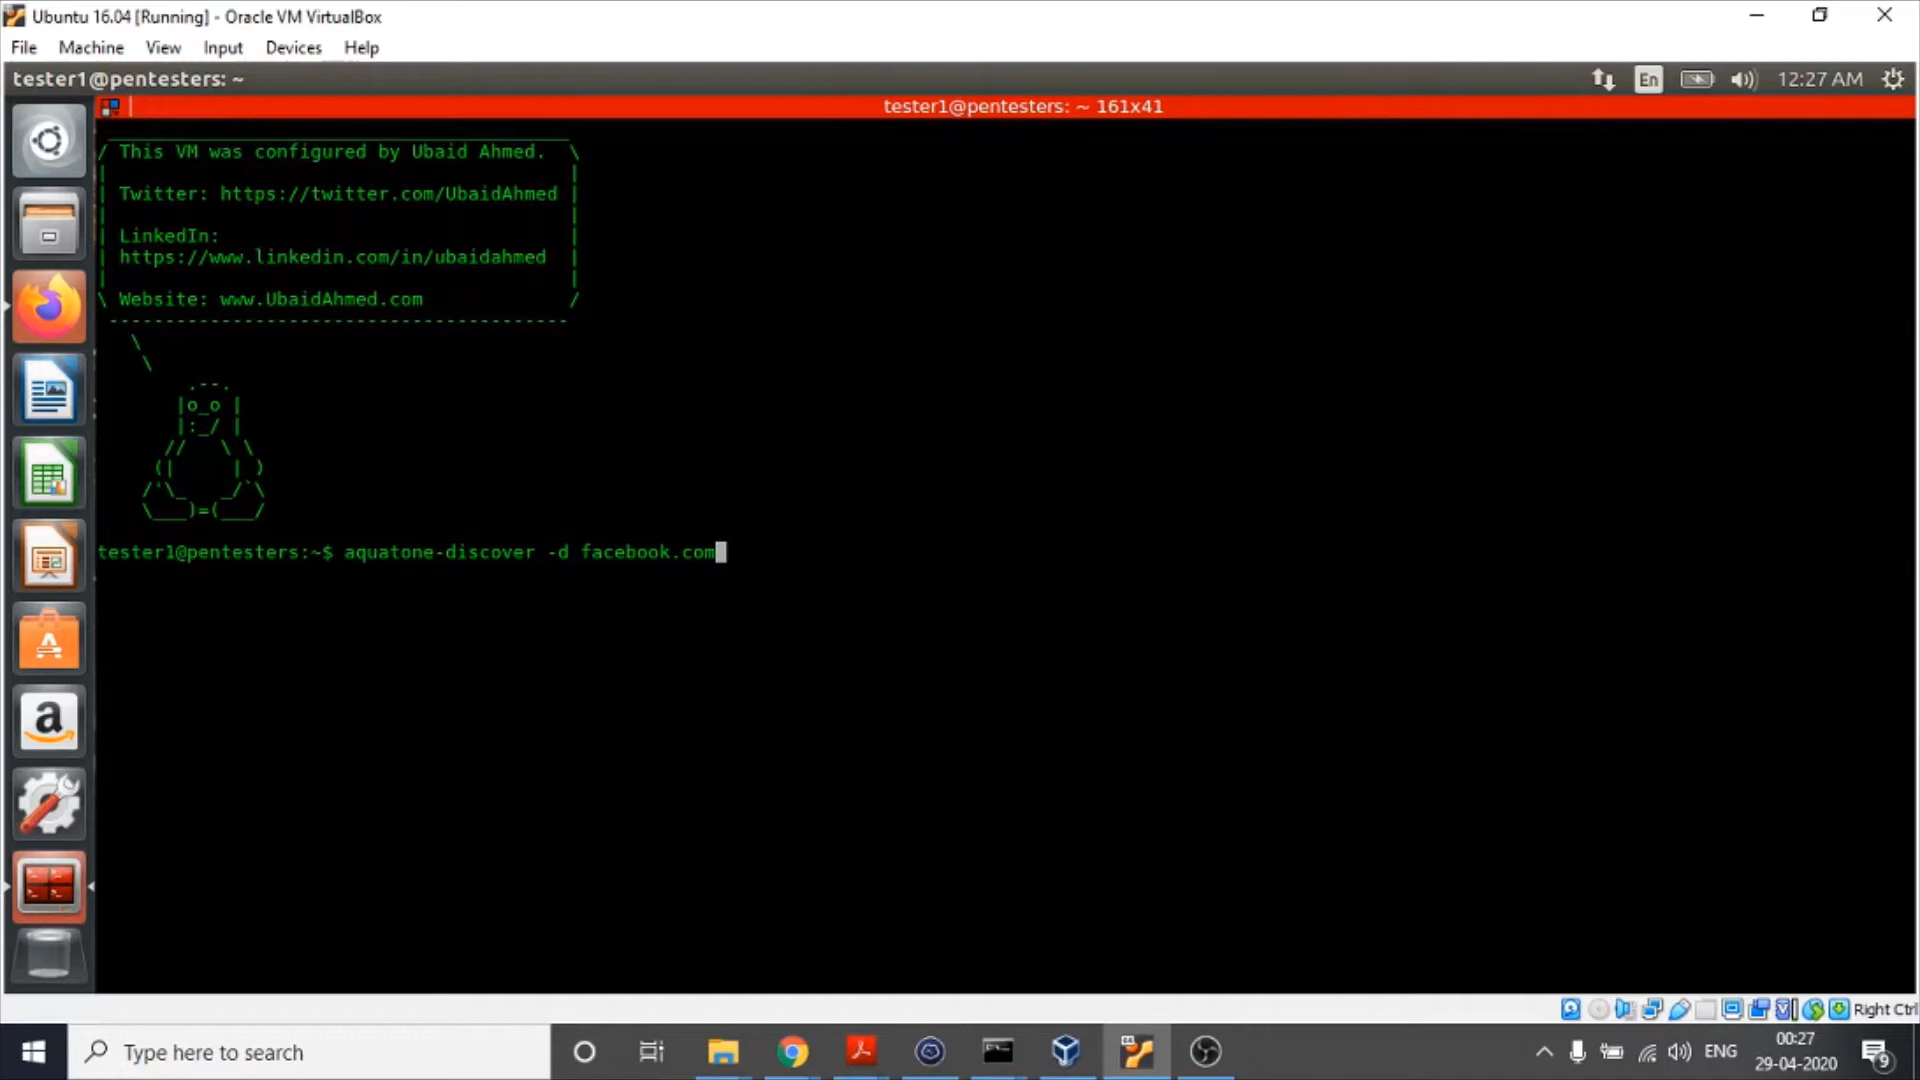 Ubuntu 16.04 [Running] - Oracle VM VirtualBox
File Machine View Input Devices Help
tester1@pentesters: ~
En
12:27 AM
tester1@pentesters: ~ 161x41
This VM was configured by Ubaid Ahmed.
Twitter: https://twitter.com/UbaidAhmed
LinkedIn:
https://www.linkedin.com/in/ubaidahmed
Website: www.UbaidAhmed.com
tester1@pentesters:~$ aquatone-discover -d facebook.com
Right Ctrl
Type here to search
ENG
00:27
29-04-2020
9